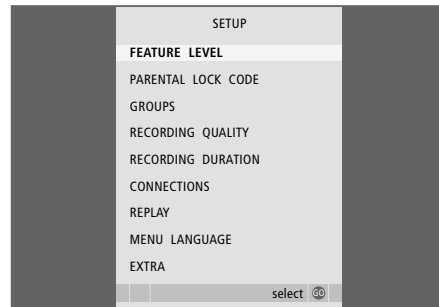 SETUP
FEATURE LEVEL
PARENTAL LOCK CODE
GROUPS
RECORDING QUALITY
RECORDING DURATION
CONNECTIONS
REPLAY
MENU LANGUAGE
EXTRA
select GO